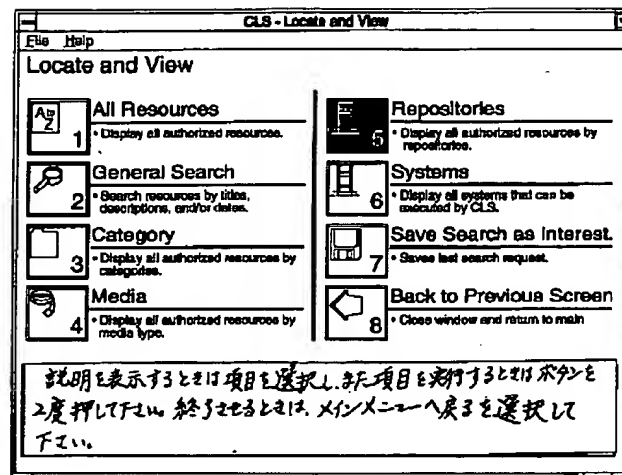 CLS - Locate and View
File Help
Locate and View
Ab
Z
1
All Resources
• Display all authorized resources.
2
General Search
• Search resources by titles,
descriptions, and/or dates.
3
Category
• Display all authorized resources by
categories.
4
Media
• Display all authorized resources by
media type.
5
Repositories
• Display all authorized resources by
repositories.
6
Systems
• Display all systems that can be
executed by CLS.
7
Save Search as Interest.
• Saves last search request.
8
Back to Previous Screen
• Close window and return to main
説明を表示するときは項目を選択し、また項目を実行するときはボタンを
2度押して下さい。終了させるときは、メインメニューへ戻るを選択して
下さい。